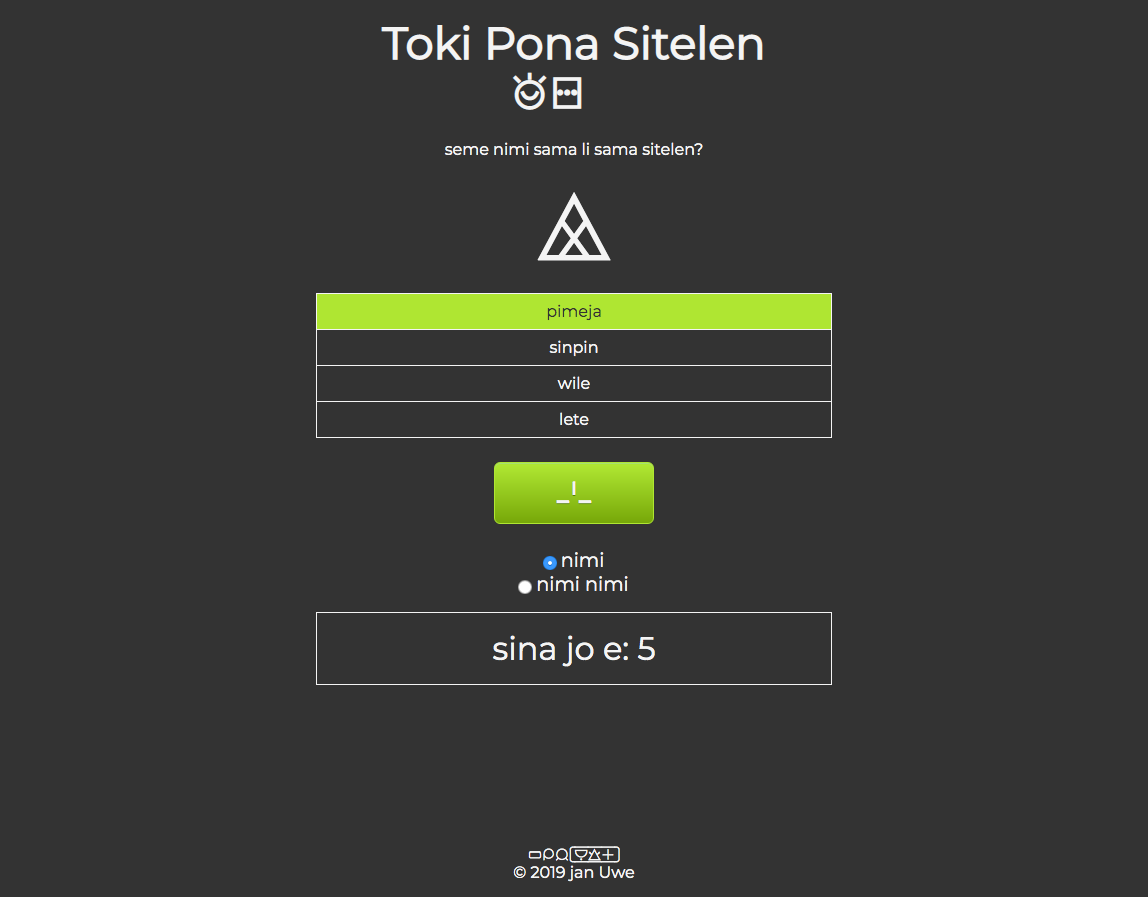 Toki Pona Sitelen
seme nimi sama li sama sitelen?
pimeja
sinpin
wile
lete
nimi
nimi nimi
sina jo e: 5
© 2019 jan Uwe